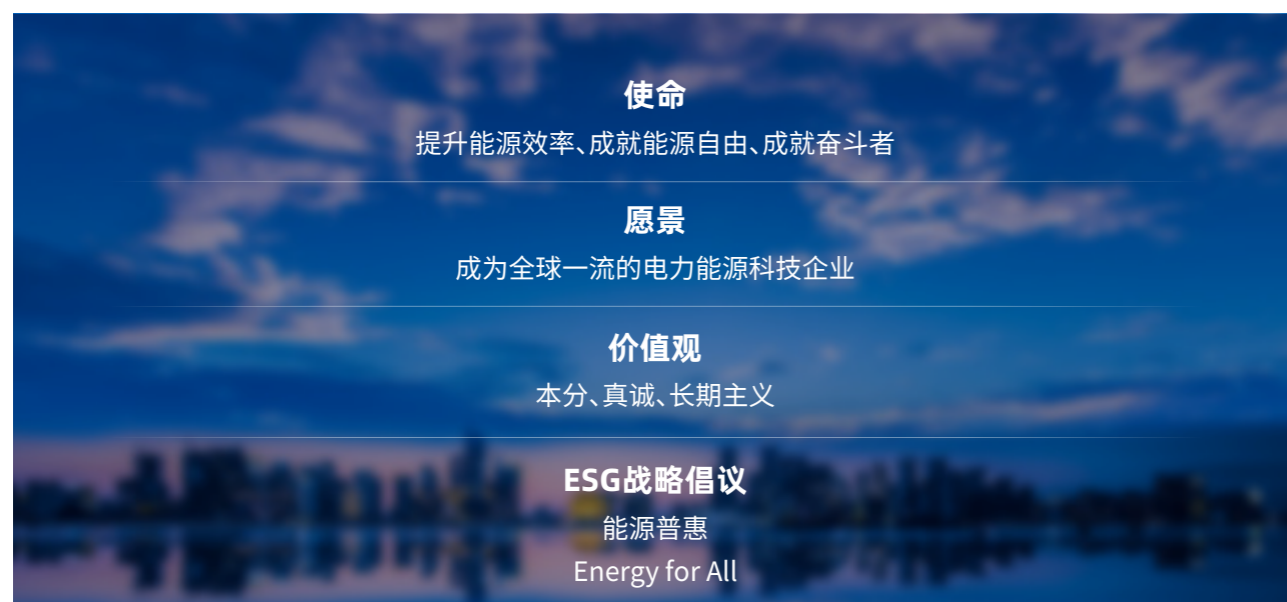 使命
提升能源效率、成就能源自由、成就奋斗者
愿景
成为全球一流的电力能源科技企业
价值观
本分、真诚、长期主义
ESG战略倡议
能源普惠
Energy for All